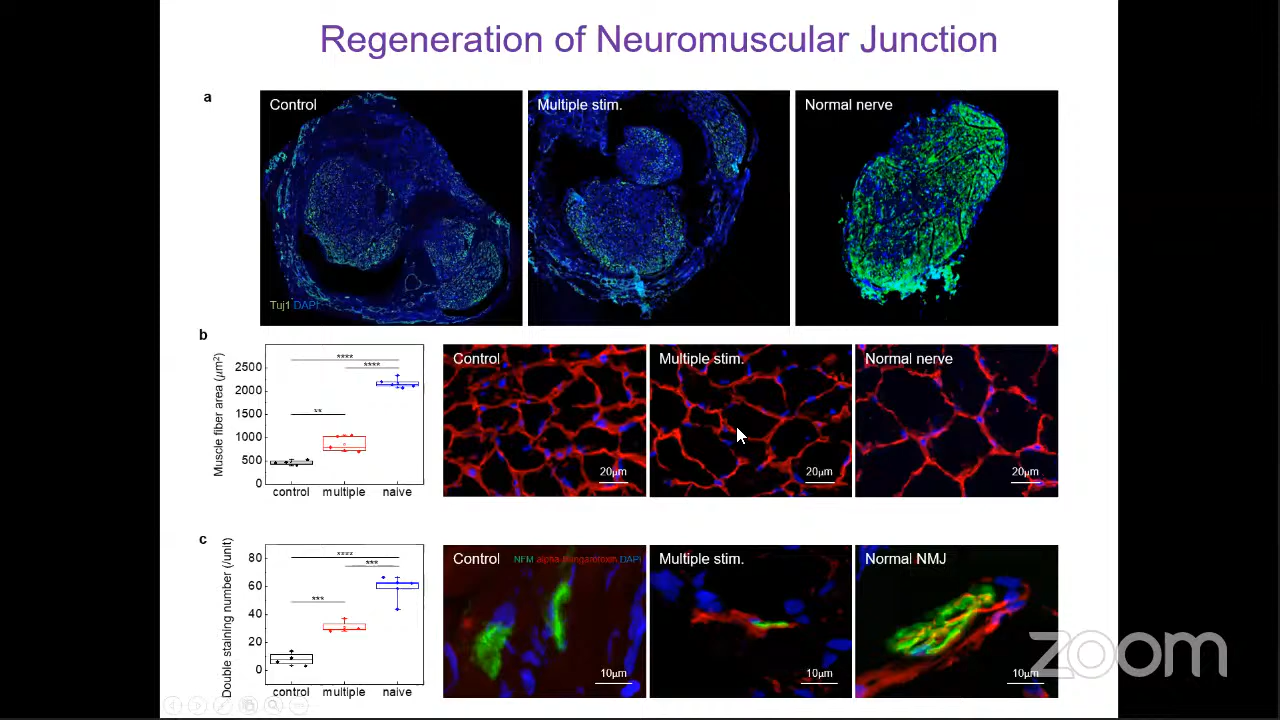 Regeneration of Neuromuscular Junction
a
Control
Multiple stim.
Normal nerve
Tuj1 DAPI
b
Muscle fiber area (μm²)
2500
2000
1500
1000
500
0
****
****
**
control multiple naive
Control
20μm
Multiple stim.
20μm
Normal nerve
20μm
c
Double staining number (/unit)
80
60
40
20
0
****
***
***
control multiple naive
Control
NFM alpha-bungarotoxin DAPI
10μm
Multiple stim.
10μm
Normal NMJ
10μm
zoom